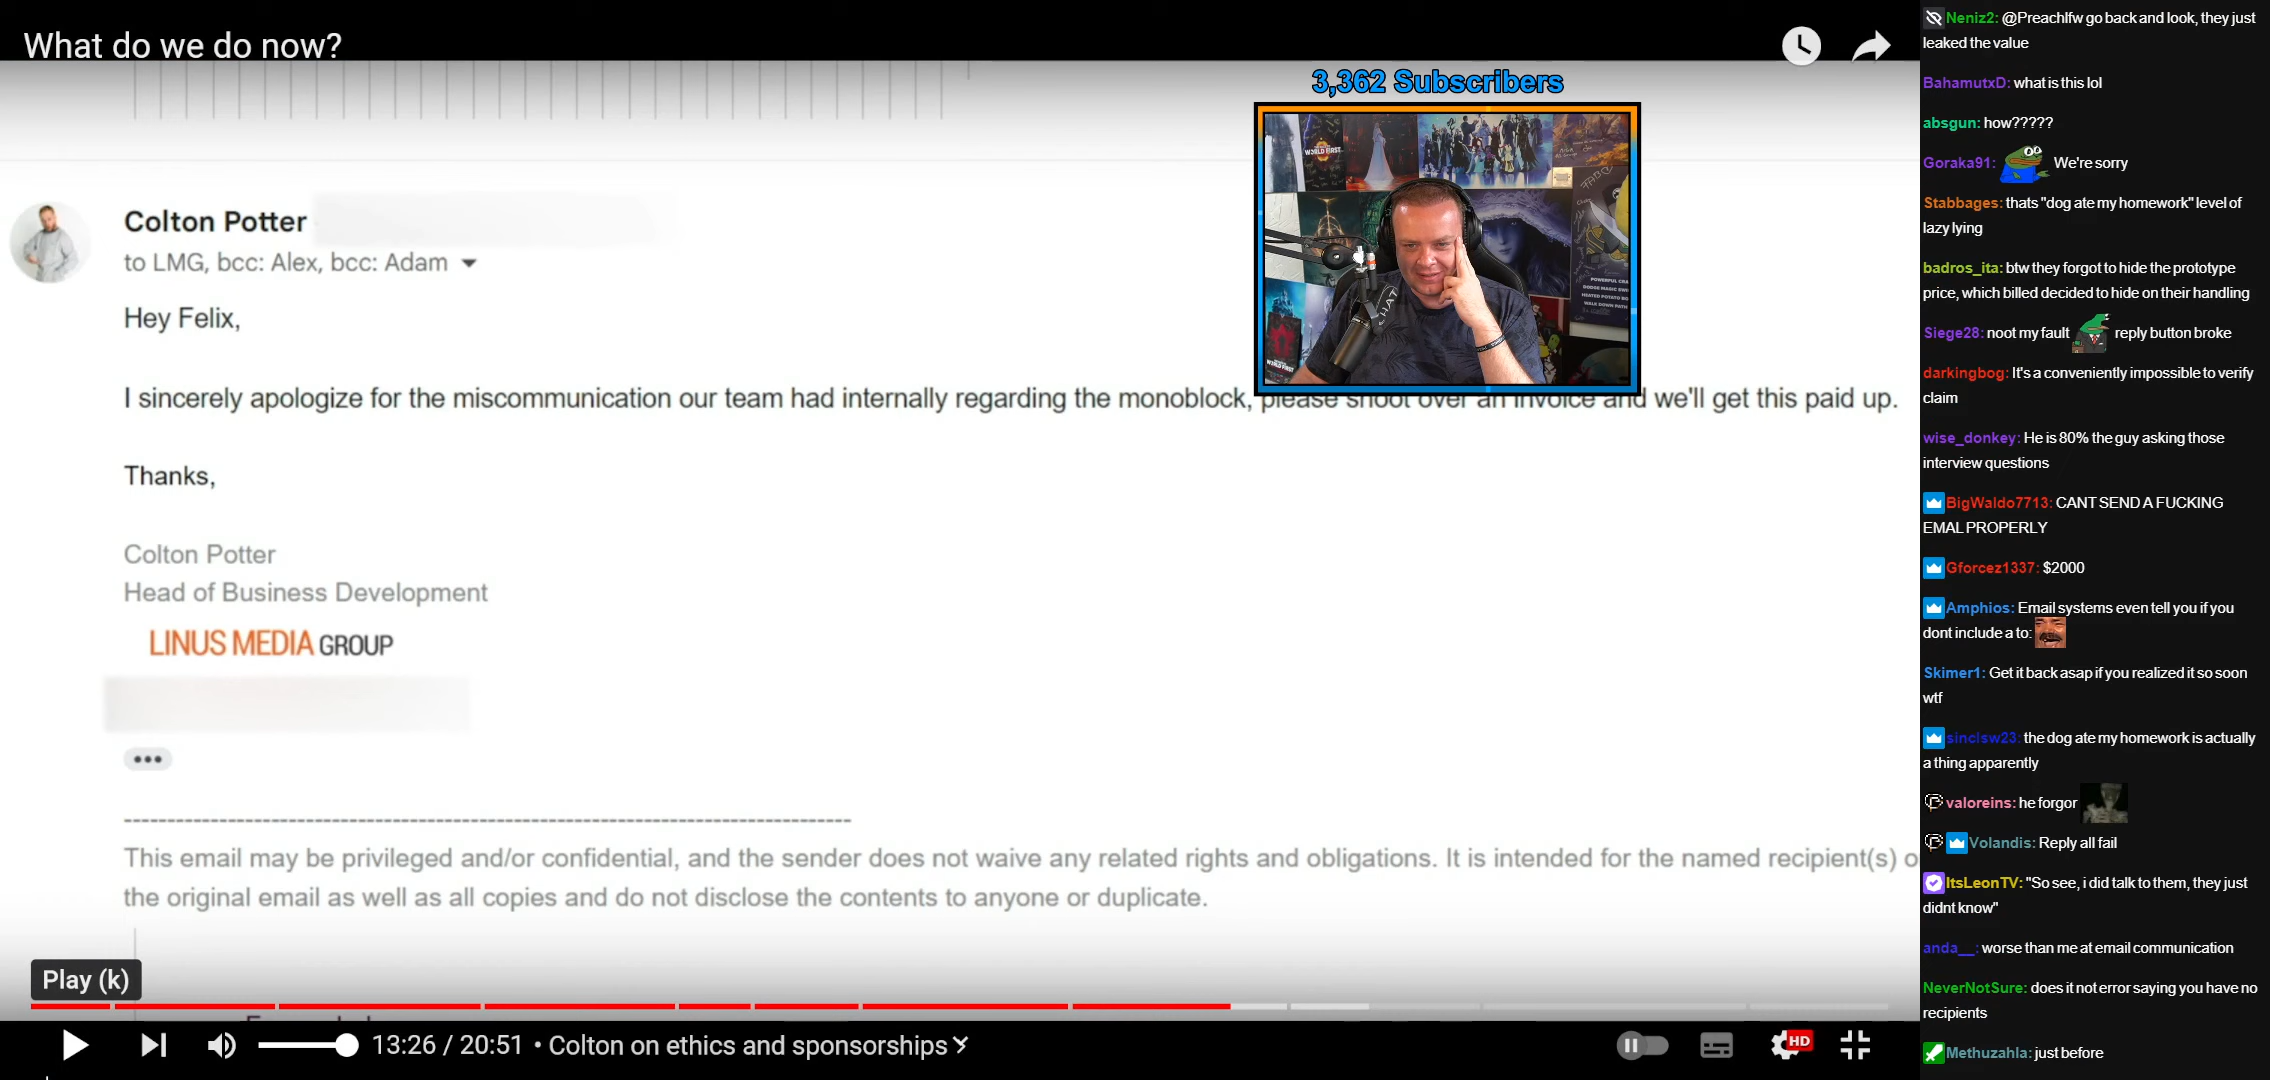 What do we do now?
3,362 Subscribers
Colton Potter
to LMG, bcc: Alex, bcc: Adam
Hey Felix,
I sincerely apologize for the miscommunication our team had internally regarding the monoblock, please shoot over an invoice and we'll get this paid up.
Thanks,
Colton Potter
Head of Business Development
LINUS MEDIA GROUP
•••
--------------------------------------------------------------------------------
This email may be privileged and/or confidential, and the sender does not waive any related rights and obligations. It is intended for the named recipient(s) o
the original email as well as all copies and do not disclose the contents to anyone or duplicate.
Play (k)
13:26 / 20:51 • Colton on ethics and sponsorships
HD
WORLD FIRST
CHAT
Neniz2: @Preachlfw go back and look, they just
leaked the value
BahamutxD: what is this lol
absgun: how?????
Goraka91: We're sorry
Stabbages: thats "dog ate my homework" level of
lazy lying
badros_ita: btw they forgot to hide the prototype
price, which billed decided to hide on their handling
Siege28: noot my fault reply button broke
darkingbog: It's a conveniently impossible to verify
claim
wise_donkey: He is 80% the guy asking those
interview questions
BigWaldo7713: CANT SEND A FUCKING
EMAL PROPERLY
Gforcez1337: $2000
Amphios: Email systems even tell you if you
dont include a to:
Skimer1: Get it back asap if you realized it so soon
wtf
sinclsw23: the dog ate my homework is actually
a thing apparently
valoreins: he forgor
Volandis: Reply all fail
ItsLeonTV: "So see, i did talk to them, they just
didnt know"
anda__: worse than me at email communication
NeverNotSure: does it not error saying you have no
recipients
Methuzahla: just before